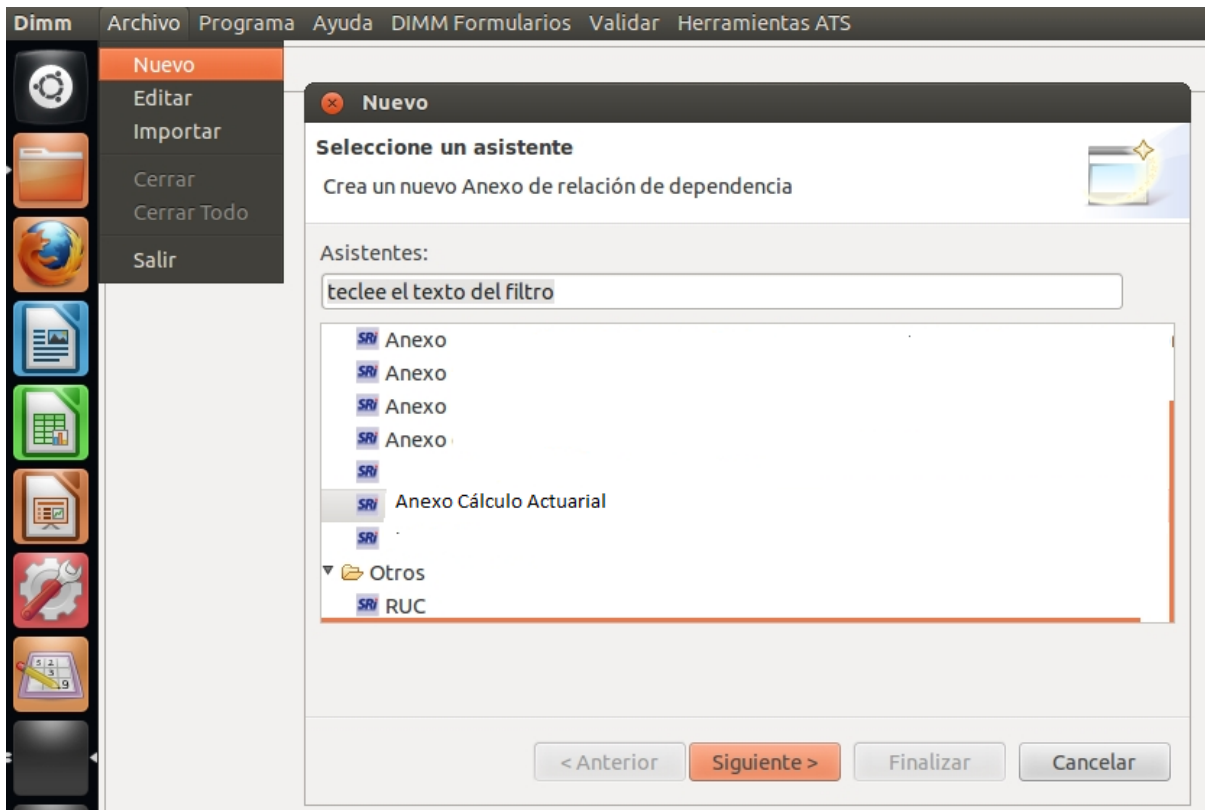 Dimm Archivo Programa Ayuda DIMM Formularios Validar Herramientas ATS
Nuevo
Editar
Importar
Cerrar
Cerrar Todo
Salir
Nuevo
Seleccione un asistente
Crea un nuevo Anexo de relación de dependencia
Asistentes:
teclee el texto del filtro
SRi Anexo
SRi Anexo
SRi Anexo
SRi Anexo
SRi
SRi Anexo Cálculo Actuarial
SRi
Otros
SRi RUC
< Anterior Siguiente > Finalizar Cancelar